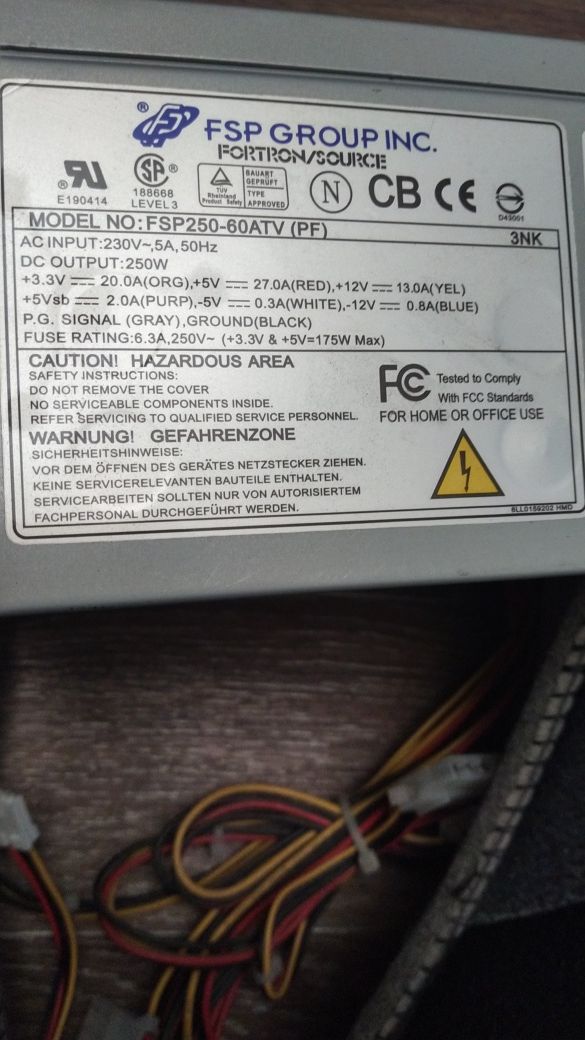 FSP GROUP INC.
FORTRON/SOURCE
E190414
188668
LEVEL 3
TÜV
Rheinland
Product Safety
BAUART
GEPRÜFT
TYPE
APPROVED
N
CB CE
D43001
MODEL NO:FSP250-60ATV (PF)
3NK
AC INPUT:230V~,5A,50Hz
DC OUTPUT:250W
+3.3V 20.0A(ORG),+5V 27.0A(RED),+12V 13.0A(YEL)
+5Vsb 2.0A(PURP),-5V 0.3A(WHITE),-12V 0.8A(BLUE)
P.G. SIGNAL (GRAY),GROUND(BLACK)
FUSE RATING:6.3A,250V~ (+3.3V & +5V=175W Max)
CAUTION! HAZARDOUS AREA
SAFETY INSTRUCTIONS:
DO NOT REMOVE THE COVER
NO SERVICEABLE COMPONENTS INSIDE.
REFER SERVICING TO QUALIFIED SERVICE PERSONNEL.
FC Tested to Comply
With FCC Standards
FOR HOME OR OFFICE USE
WARNUNG! GEFAHRENZONE
SICHERHEITSHINWEISE:
VOR DEM ÖFFNEN DES GERÄTES NETZSTECKER ZIEHEN.
KEINE SERVICERELEVANTEN BAUTEILE ENTHALTEN.
SERVICEARBEITEN SOLLTEN NUR VON AUTORISIERTEM
FACHPERSONAL DURCHGEFÜHRT WERDEN.
6LL0159202 HMD